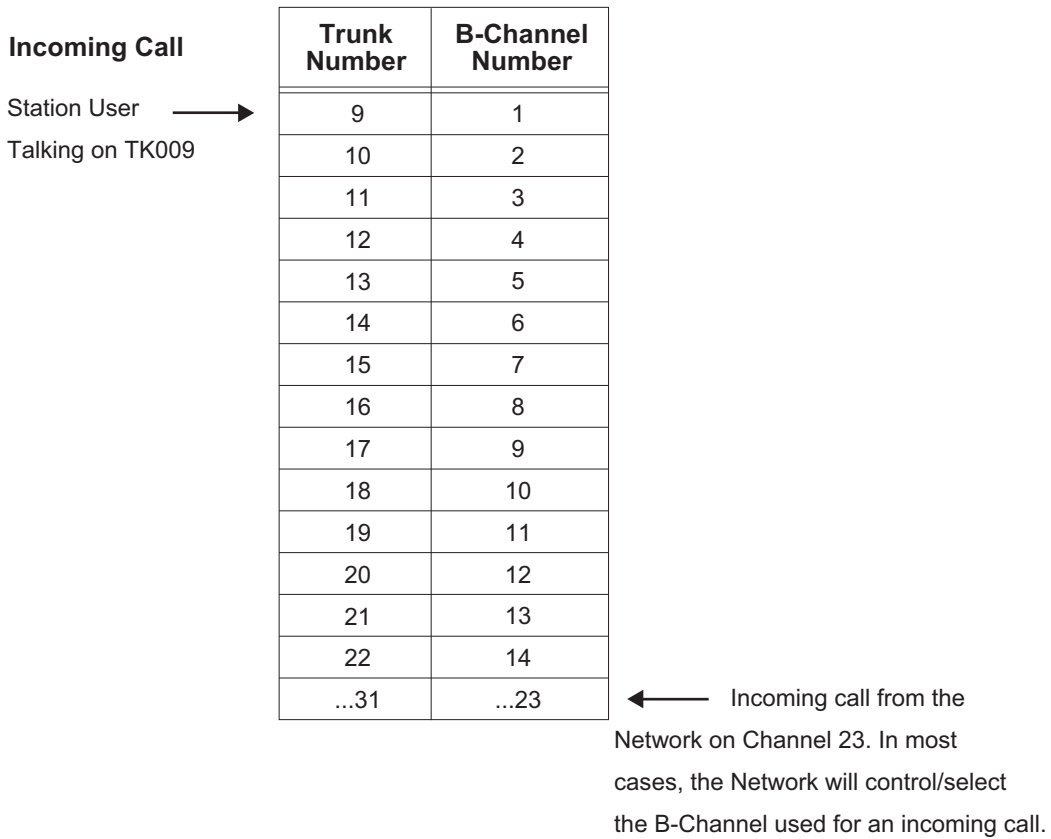 Incoming Call
Station User
Talking on TK009
Trunk Number B-Channel Number
9 1
10 2
11 3
12 4
13 5
14 6
15 7
16 8
17 9
18 10
19 11
20 12
21 13
22 14
...31 ...23
Incoming call from the
Network on Channel 23. In most
cases, the Network will control/select
the B-Channel used for an incoming call.